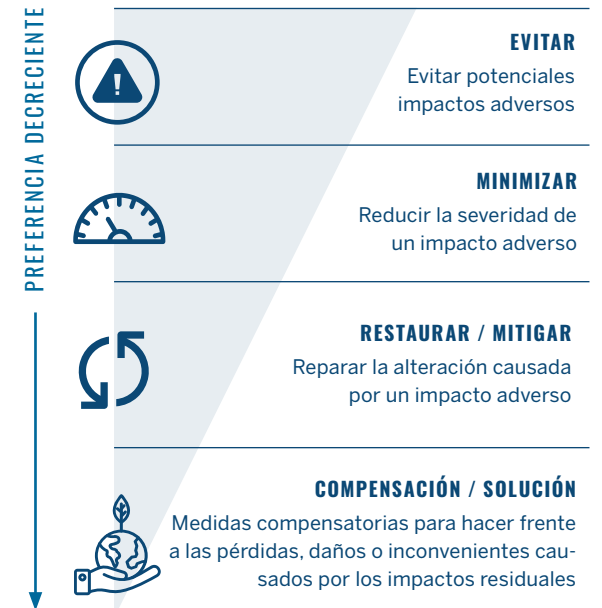 PREFERENCIA DECRECIENTE
EVITAR
Evitar potenciales
impactos adversos
MINIMIZAR
Reducir la severidad de
un impacto adverso
RESTAURAR / MITIGAR
Reparar la alteración causada
por un impacto adverso
COMPENSACIÓN / SOLUCIÓN
Medidas compensatorias para hacer frente
a las pérdidas, daños o inconvenientes cau-
sados por los impactos residuales